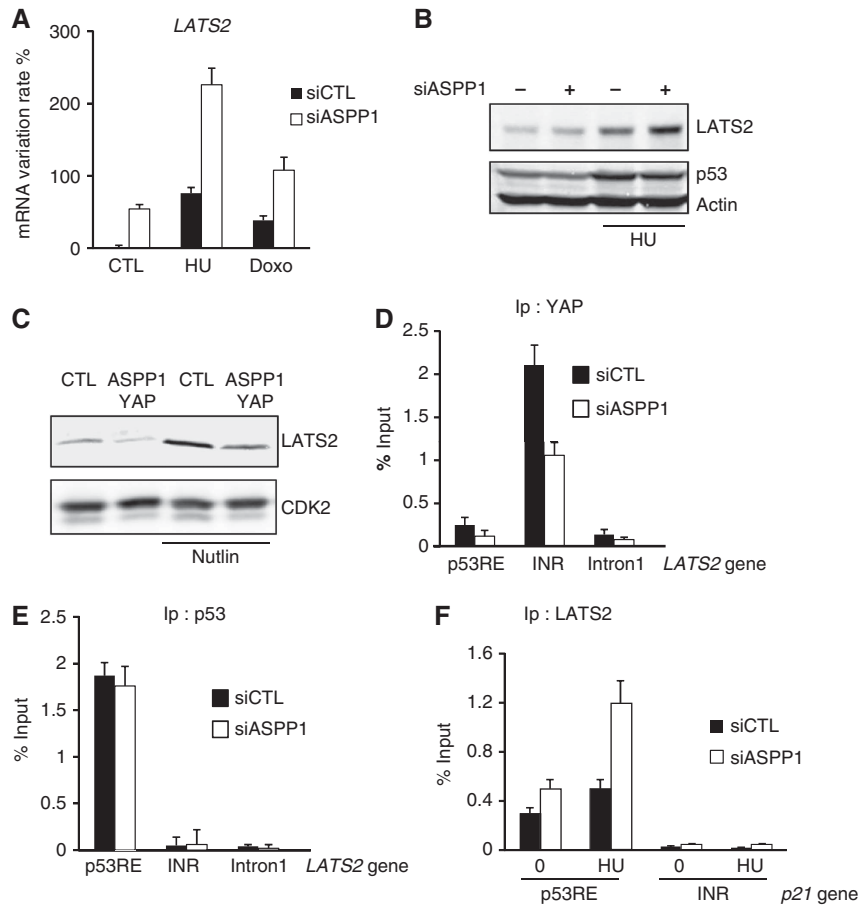 A
LATS2
mRNA variation rate %
300
200
100
0
siCTL
siASPP1
CTL HU Doxo
B
siASPP1 – + – +
LATS2
p53
Actin
HU
C
CTL ASPP1 CTL ASPP1
YAP YAP
LATS2
CDK2
Nutlin
D
Ip : YAP
% Input
2.5
2
1.5
1
0.5
0
siCTL
siASPP1
p53RE INR Intron1 LATS2 gene
E
Ip : p53
% Input
2.5
2
1.5
1
0.5
0
siCTL
siASPP1
p53RE INR Intron1 LATS2 gene
F
Ip : LATS2
% Input
1.6
1.2
0.8
0.4
0
siCTL
siASPP1
0 HU 0 HU
p53RE INR p21 gene